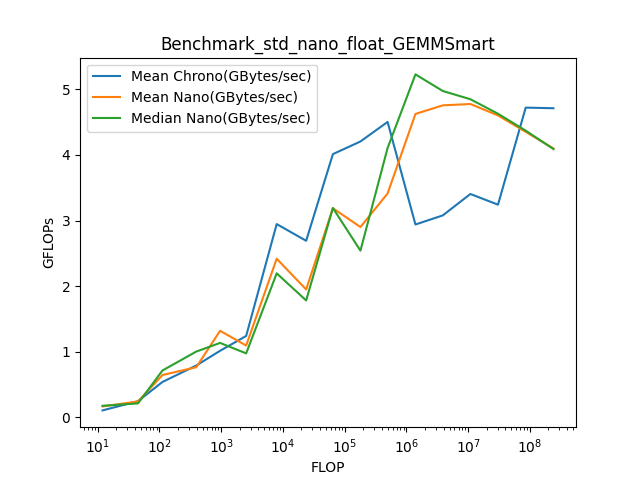 Benchmark_std_nano_float_GEMMSmart
Mean Chrono(GBytes/sec)
Mean Nano(GBytes/sec)
Median Nano(GBytes/sec)
GFLOPs
5
4
3
2
1
0
10¹ 10² 10³ 10⁴ 10⁵ 10⁶ 10⁷ 10⁸
FLOP